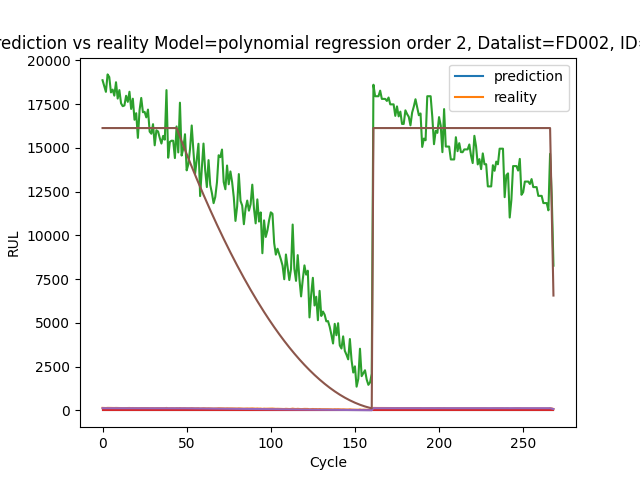 rediction vs reality Model=polynomial regression order 2, Datalist=FD002, ID=
20000
17500
15000
12500
10000
7500
5000
2500
0
RUL
prediction
reality
0 50 100 150 200 250
Cycle